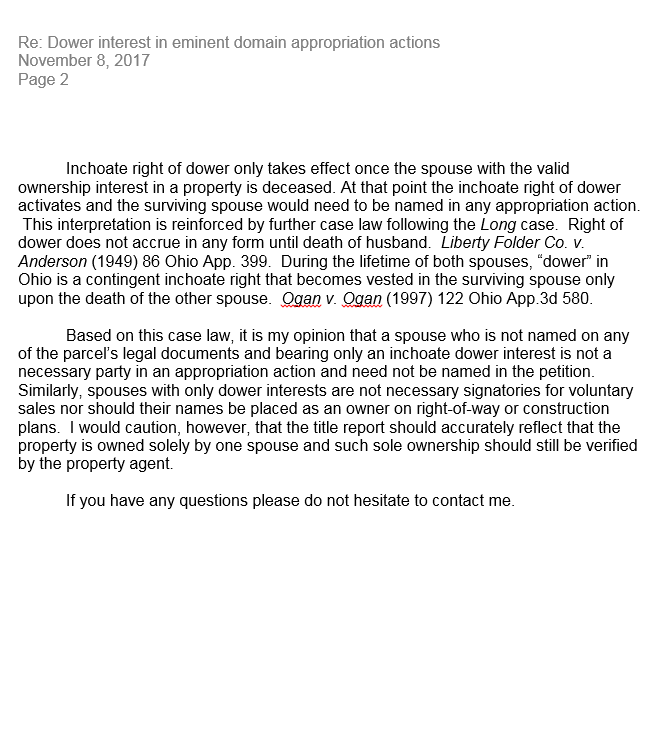 Re: Dower interest in eminent domain appropriation actions
November 8, 2017
Page 2
Inchoate right of dower only takes effect once the spouse with the valid
ownership interest in a property is deceased. At that point the inchoate right of dower
activates and the surviving spouse would need to be named in any appropriation action.
This interpretation is reinforced by further case law following the Long case.  Right of
dower does not accrue in any form until death of husband.  Liberty Folder Co. v.
Anderson (1949) 86 Ohio App. 399.  During the lifetime of both spouses, “dower” in
Ohio is a contingent inchoate right that becomes vested in the surviving spouse only
upon the death of the other spouse.  Ogan v. Ogan (1997) 122 Ohio App.3d 580.
Based on this case law, it is my opinion that a spouse who is not named on any
of the parcel’s legal documents and bearing only an inchoate dower interest is not a
necessary party in an appropriation action and need not be named in the petition.
Similarly, spouses with only dower interests are not necessary signatories for voluntary
sales nor should their names be placed as an owner on right-of-way or construction
plans.  I would caution, however, that the title report should accurately reflect that the
property is owned solely by one spouse and such sole ownership should still be verified
by the property agent.
If you have any questions please do not hesitate to contact me.